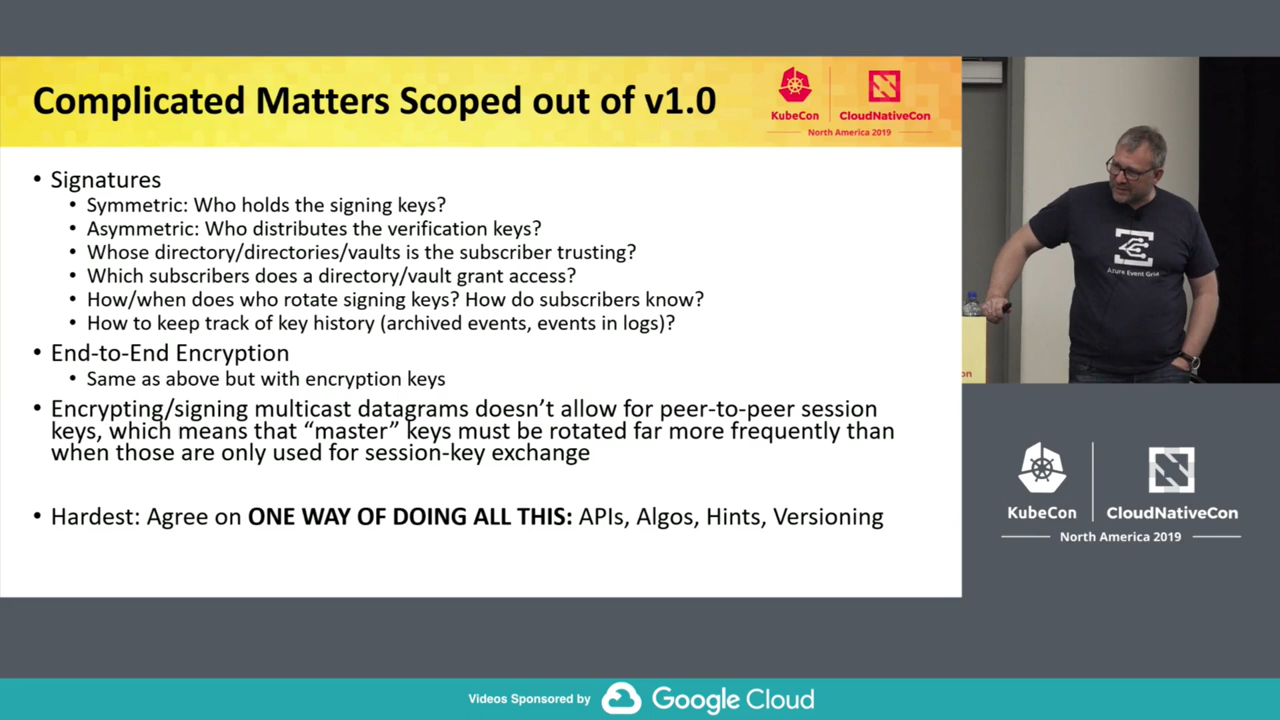 Complicated Matters Scoped out of v1.0
KubeCon
CloudNativeCon
North America 2019
• Signatures
• Symmetric: Who holds the signing keys?
• Asymmetric: Who distributes the verification keys?
• Whose directory/directories/vaults is the subscriber trusting?
• Which subscribers does a directory/vault grant access?
• How/when does who rotate signing keys? How do subscribers know?
• How to keep track of key history (archived events, events in logs)?
• End-to-End Encryption
• Same as above but with encryption keys
• Encrypting/signing multicast datagrams doesn’t allow for peer-to-peer session
keys, which means that “master” keys must be rotated far more frequently than
when those are only used for session-key exchange
• Hardest: Agree on ONE WAY OF DOING ALL THIS: APIs, Algos, Hints, Versioning
Azure Event Grid
on
KubeCon
CloudNativeCon
North America 2019
Videos Sponsored by
Google Cloud